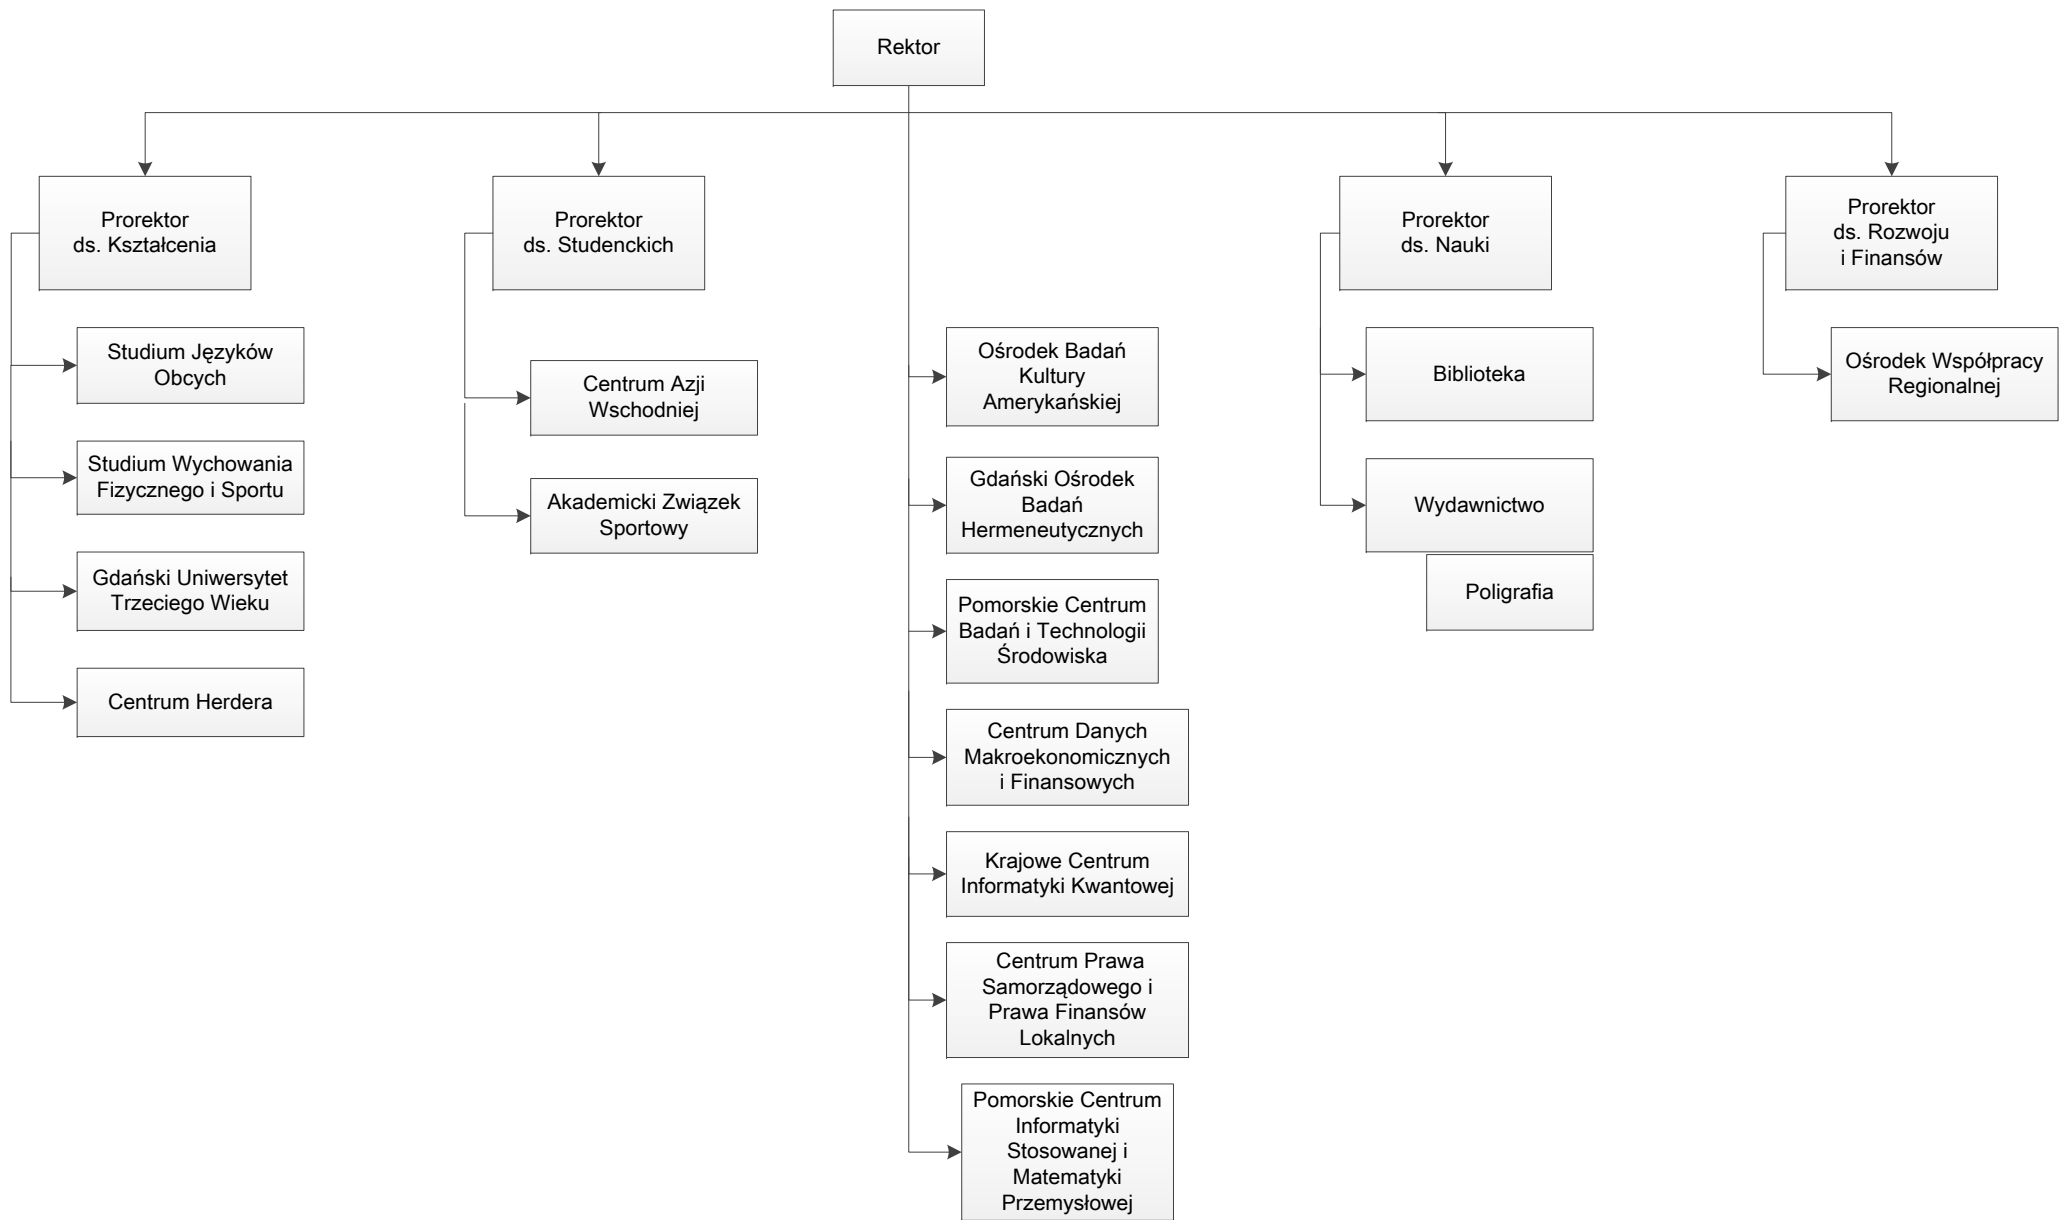 Rektor
Prorektor
ds. Kształcenia
Studium Języków
Obcych
Studium Wychowania
Fizycznego i Sportu
Gdański Uniwersytet
Trzeciego Wieku
Centrum Herdera
Prorektor
ds. Studenckich
Centrum Azji
Wschodniej
Akademicki Związek
Sportowy
Ośrodek Badań
Kultury
Amerykańskiej
Gdański Ośrodek
Badań
Hermeneutycznych
Pomorskie Centrum
Badań i Technologii
Środowiska
Centrum Danych
Makroekonomicznych
i Finansowych
Krajowe Centrum
Informatyki Kwantowej
Centrum Prawa
Samorządowego i
Prawa Finansów
Lokalnych
Pomorskie Centrum
Informatyki
Stosowanej i
Matematyki
Przemysłowej
Prorektor
ds. Nauki
Biblioteka
Wydawnictwo
Poligrafia
Prorektor
ds. Rozwoju
i Finansów
Ośrodek Współpracy
Regionalnej